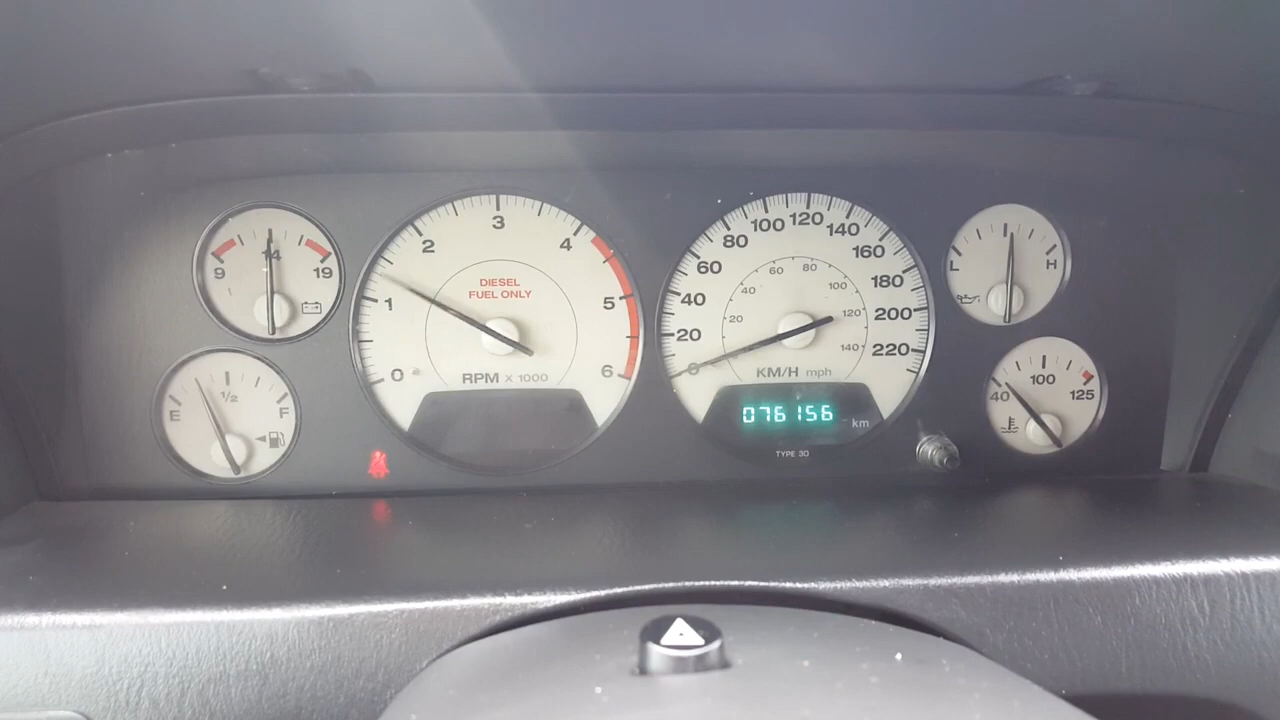 9 14 19
E 1/2 F
0 1 2 3 4 5 6
DIESEL
FUEL ONLY
RPM X 1000
0 20 40 60 80 100 120 140 160 180 200 220
20 40 60 80 100 120 140
KM/H mph
076156 km
TYPE 30
L H
40 100 125